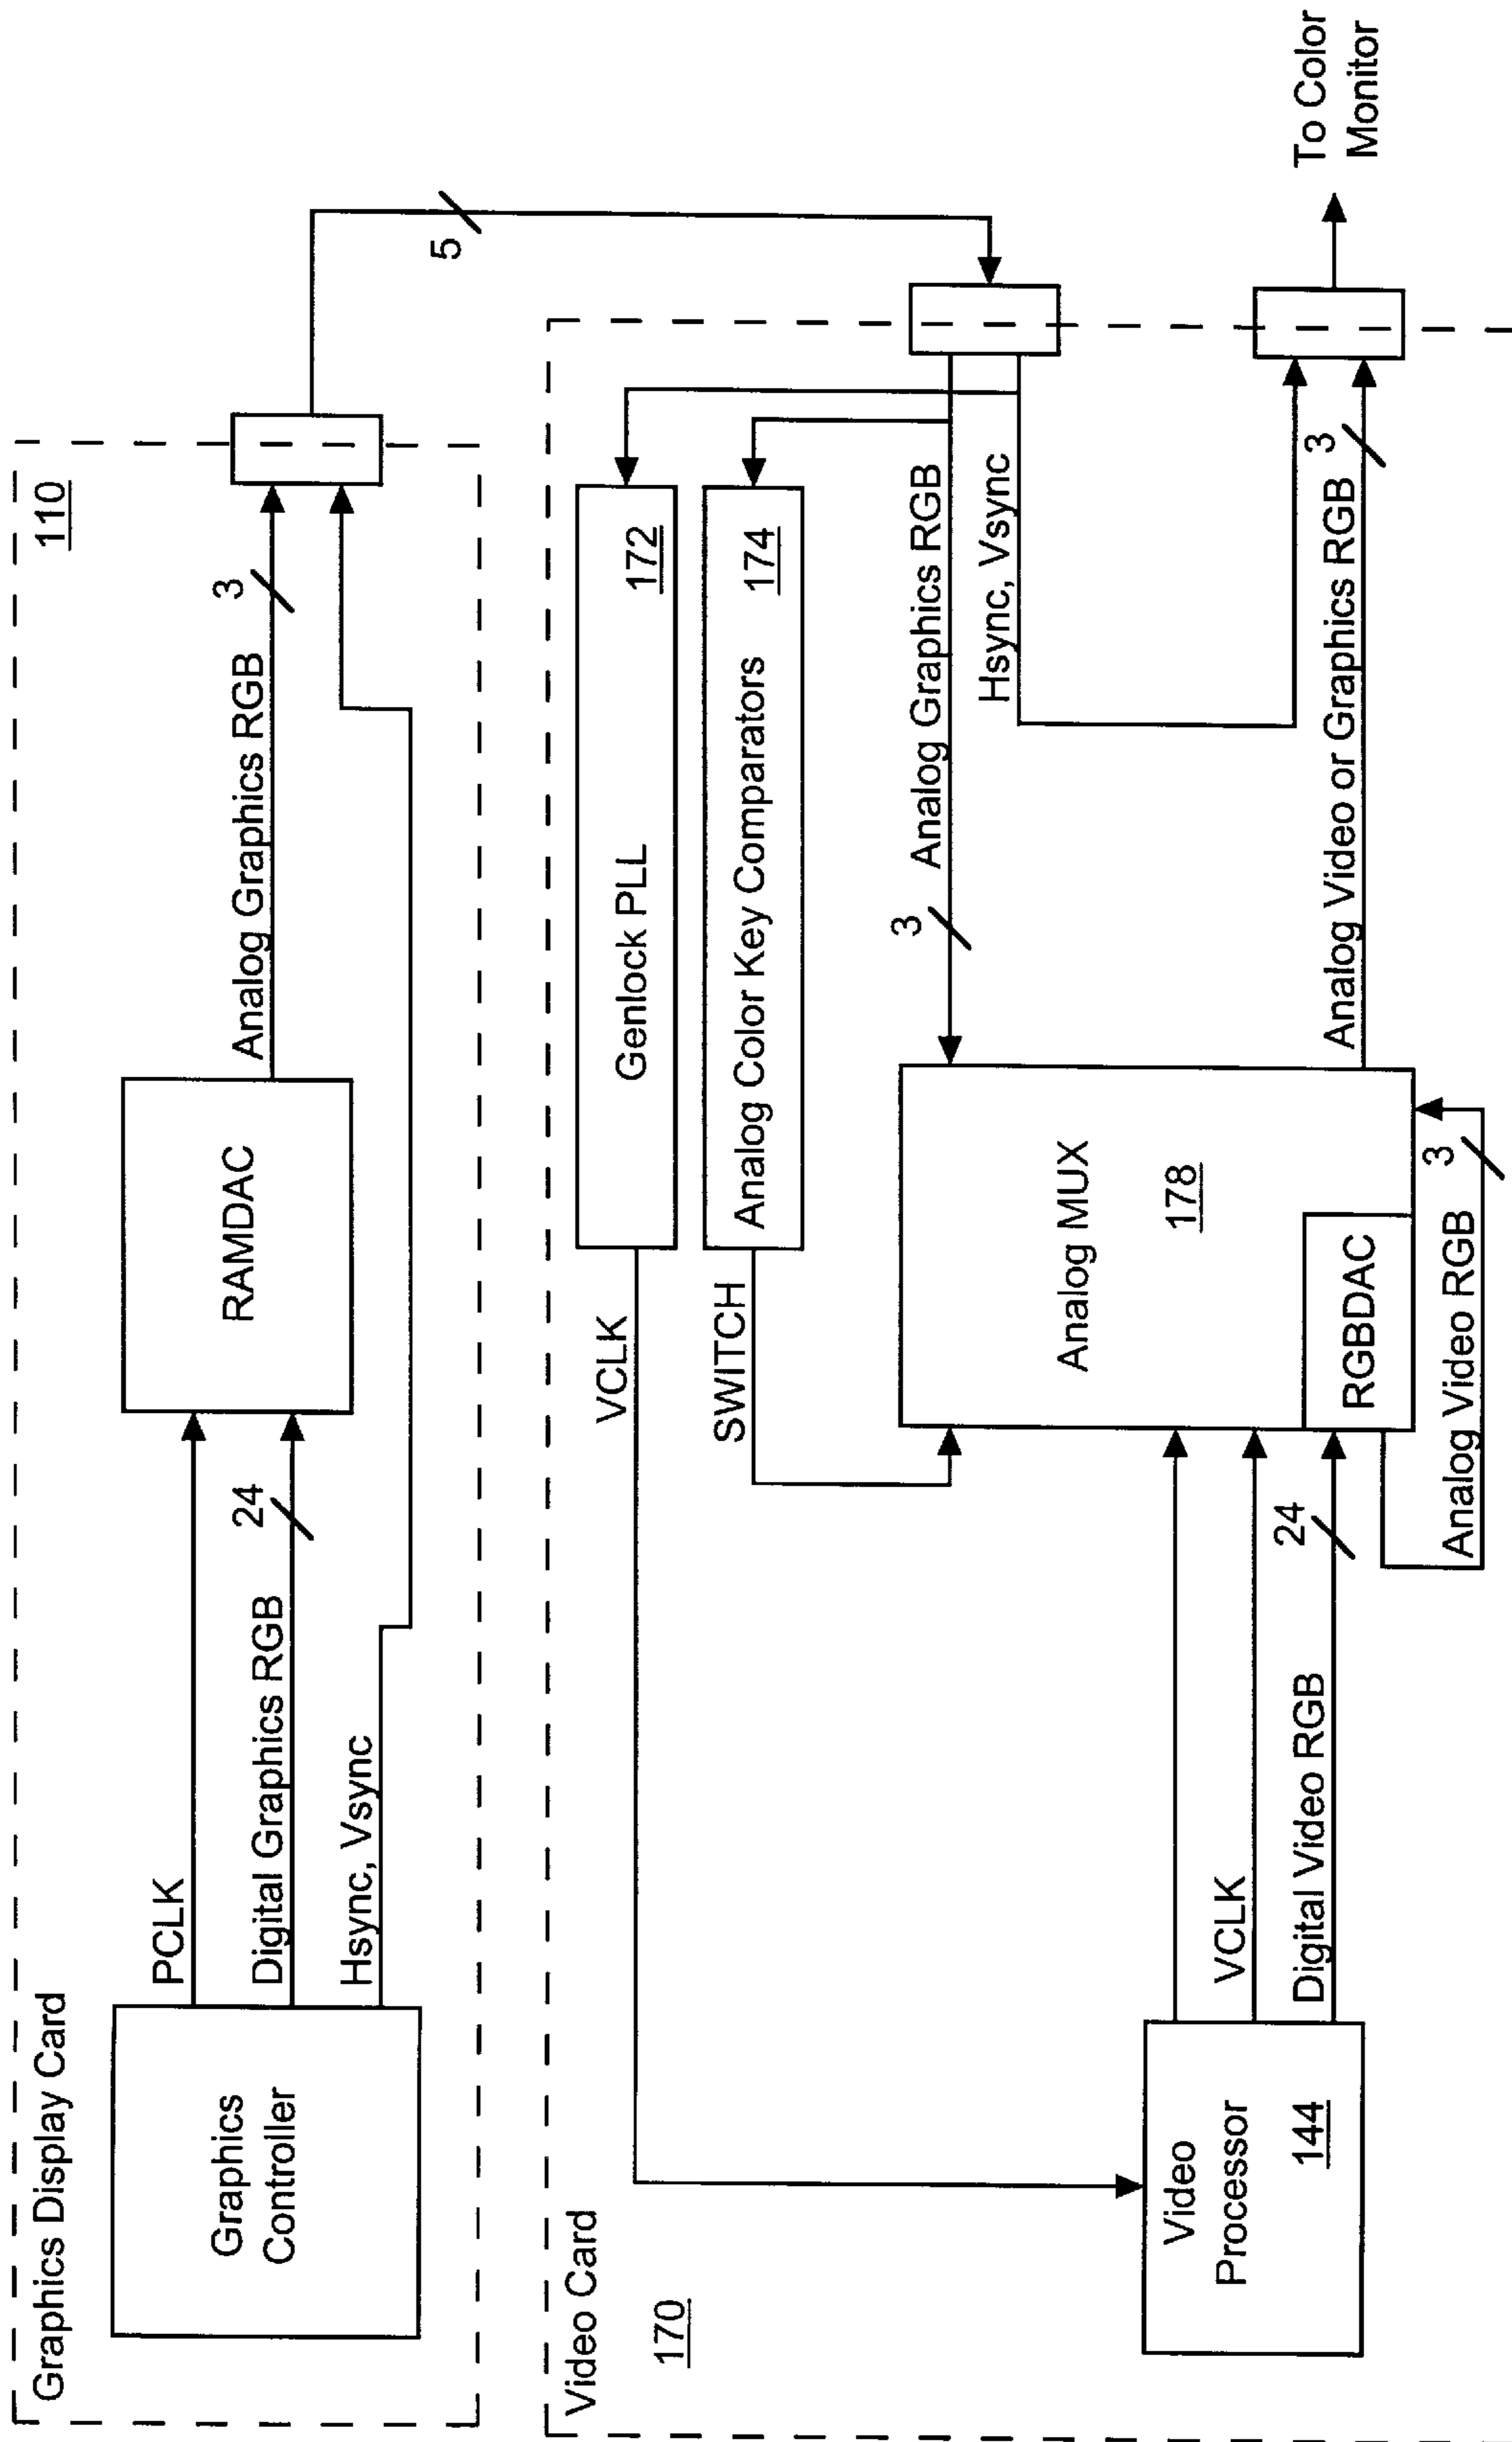 Graphics Display Card
110
Graphics
Controller
PCLK
Digital Graphics RGB
24
Hsync, Vsync
RAMDAC
Analog Graphics RGB
3
5
Video Card
170
Genlock PLL
172
VCLK
Analog Color Key Comparators
174
SWITCH
Analog Graphics RGB
3
Hsync, Vsync
Analog MUX
178
RGBDAC
Video
Processor
144
VCLK
Digital Video RGB
24
Analog Video RGB
3
Analog Video or Graphics RGB
3
To Color
Monitor